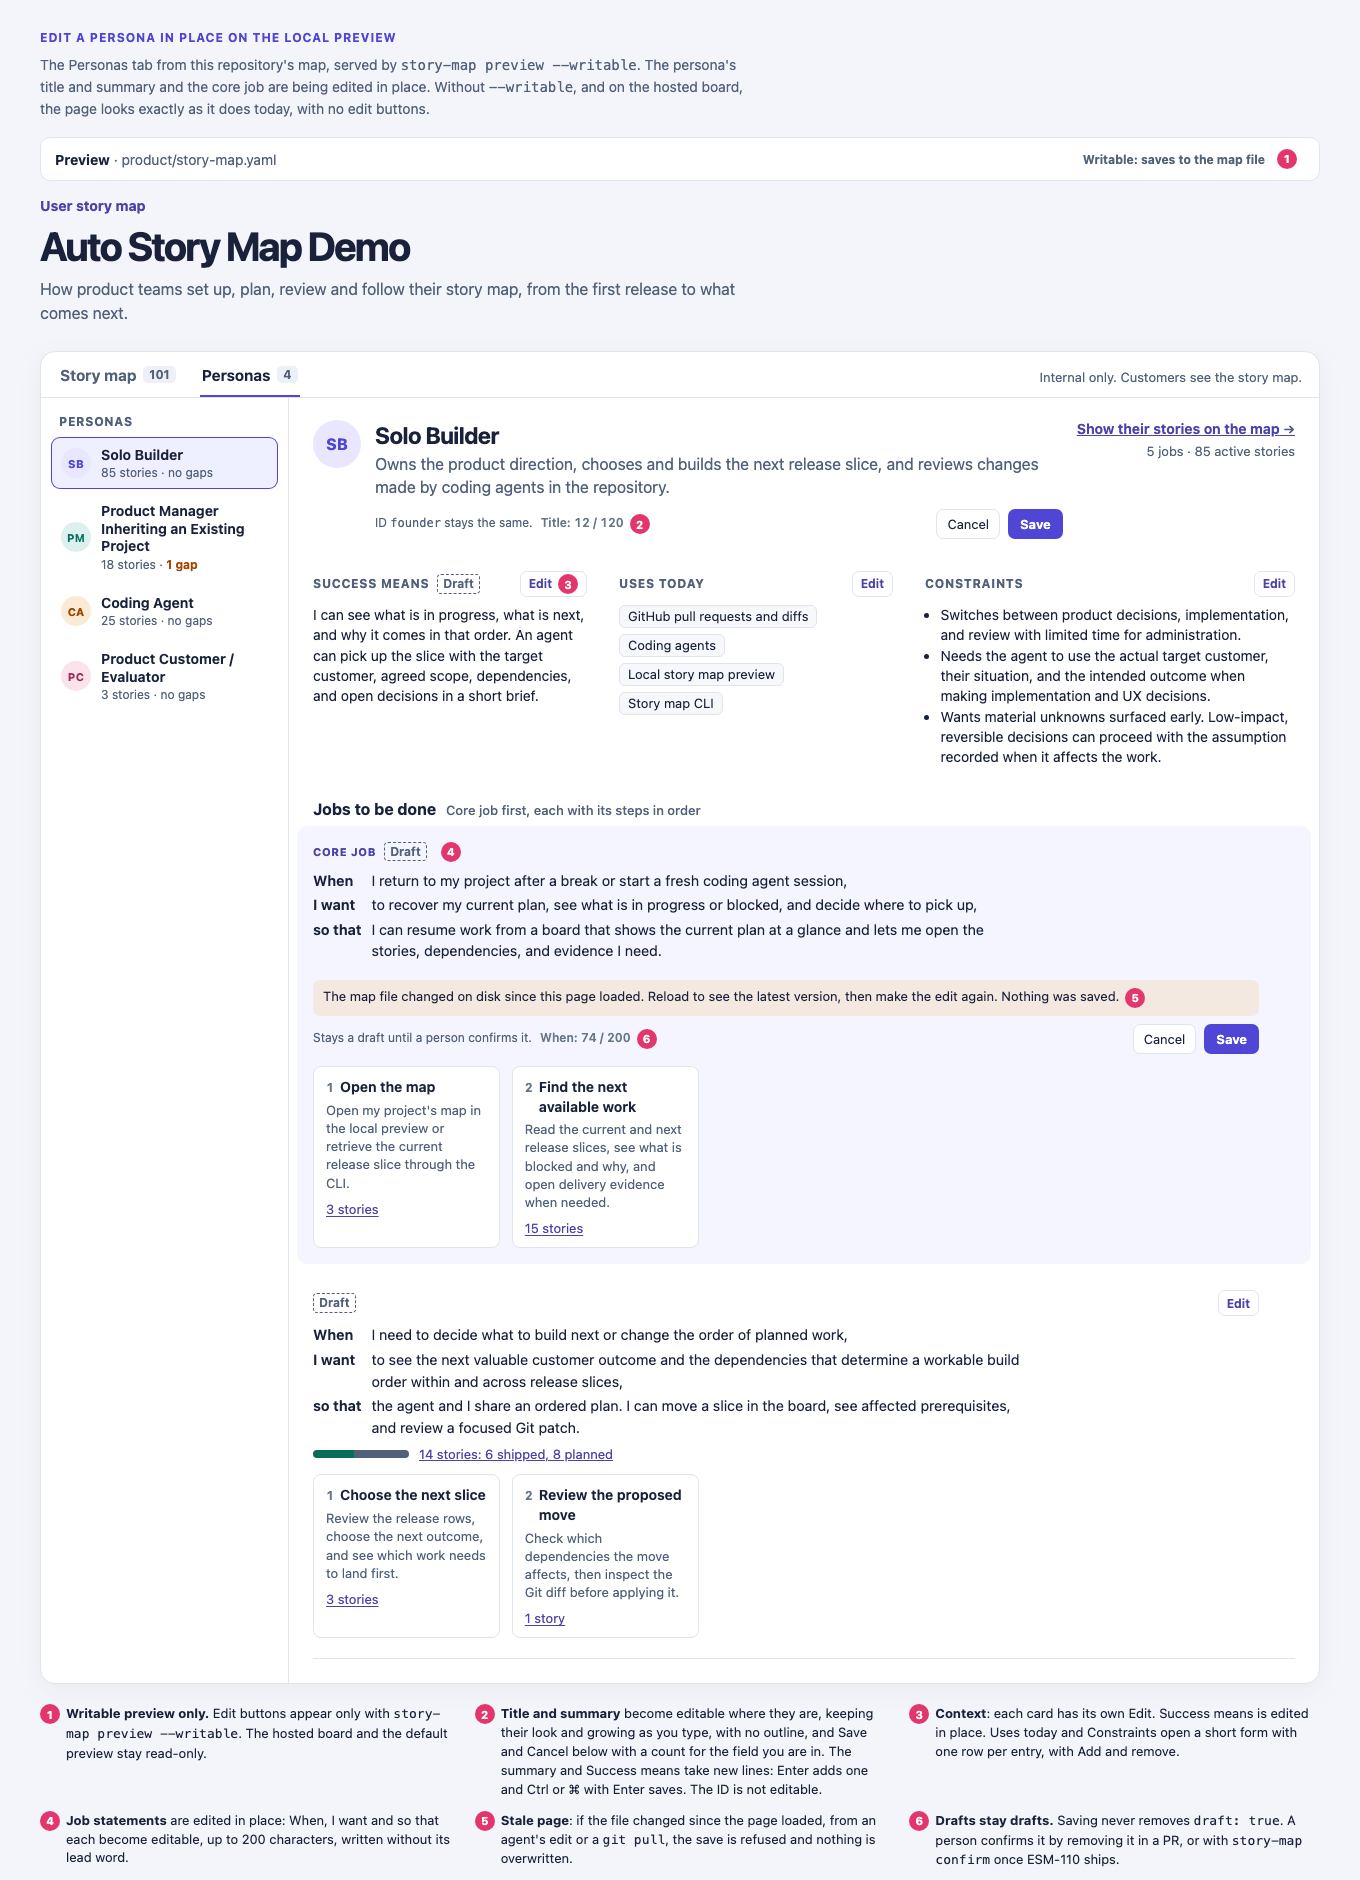 EDIT A PERSONA IN PLACE ON THE LOCAL PREVIEW
The Personas tab from this repository's map, served by story-map preview --writable. The persona's
title and summary and the core job are being edited in place. Without --writable, and on the hosted board,
the page looks exactly as it does today, with no edit buttons.
Preview · product/story-map.yaml
Writable: saves to the map file 1
User story map
Auto Story Map Demo
How product teams set up, plan, review and follow their story map, from the first release to what
comes next.
Story map 101 Personas 4
Internal only. Customers see the story map.
PERSONAS
SB Solo Builder
85 stories · no gaps
PM Product Manager
Inheriting an Existing
Project
18 stories · 1 gap
CA Coding Agent
25 stories · no gaps
PC Product Customer /
Evaluator
3 stories · no gaps
SB Solo Builder
Owns the product direction, chooses and builds the next release slice, and reviews changes
made by coding agents in the repository.
Show their stories on the map →
5 jobs · 85 active stories
ID founder stays the same. Title: 12 / 120 2
Cancel Save
SUCCESS MEANS Draft Edit 3
I can see what is in progress, what is next,
and why it comes in that order. An agent
can pick up the slice with the target
customer, agreed scope, dependencies,
and open decisions in a short brief.
USES TODAY Edit
GitHub pull requests and diffs
Coding agents
Local story map preview
Story map CLI
CONSTRAINTS Edit
• Switches between product decisions, implementation,
and review with limited time for administration.
• Needs the agent to use the actual target customer,
their situation, and the intended outcome when
making implementation and UX decisions.
• Wants material unknowns surfaced early. Low-impact,
reversible decisions can proceed with the assumption
recorded when it affects the work.
Jobs to be done Core job first, each with its steps in order
CORE JOB Draft 4
When I return to my project after a break or start a fresh coding agent session,
I want to recover my current plan, see what is in progress or blocked, and decide where to pick up,
so that I can resume work from a board that shows the current plan at a glance and lets me open the
stories, dependencies, and evidence I need.
The map file changed on disk since this page loaded. Reload to see the latest version, then make the edit again. Nothing was saved. 5
Stays a draft until a person confirms it. When: 74 / 200 6
Cancel Save
1 Open the map
Open my project's map in
the local preview or
retrieve the current
release slice through the
CLI.
3 stories
2 Find the next
available work
Read the current and next
release slices, see what is
blocked and why, and
open delivery evidence
when needed.
15 stories
Draft Edit
When I need to decide what to build next or change the order of planned work,
I want to see the next valuable customer outcome and the dependencies that determine a workable build
order within and across release slices,
so that the agent and I share an ordered plan. I can move a slice in the board, see affected prerequisites,
and review a focused Git patch.
14 stories: 6 shipped, 8 planned
1 Choose the next slice
Review the release rows,
choose the next outcome,
and see which work needs
to land first.
3 stories
2 Review the proposed
move
Check which
dependencies the move
affects, then inspect the
Git diff before applying it.
1 story
1 Writable preview only. Edit buttons appear only with story-
map preview --writable. The hosted board and the default
preview stay read-only.
2 Title and summary become editable where they are, keeping
their look and growing as you type, with no outline, and Save
and Cancel below with a count for the field you are in. The
summary and Success means take new lines: Enter adds one
and Ctrl or ⌘ with Enter saves. The ID is not editable.
3 Context: each card has its own Edit. Success means is edited
in place. Uses today and Constraints open a short form with
one row per entry, with Add and remove.
4 Job statements are edited in place: When, I want and so that
each become editable, up to 200 characters, written without its
lead word.
5 Stale page: if the file changed since the page loaded, from an
agent's edit or a git pull, the save is refused and nothing is
overwritten.
6 Drafts stay drafts. Saving never removes draft: true. A
person confirms it by removing it in a PR, or with story-map
confirm once ESM-110 ships.